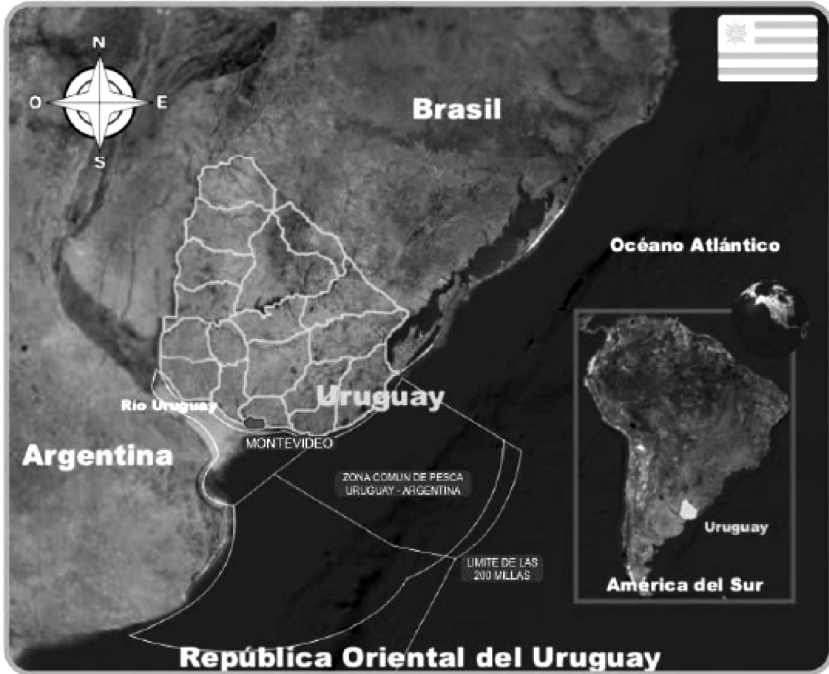 N
O
E
S
Brasil
Océano Atlántico
Río Uruguay
Uruguay
MONTEVIDEO
Argentina
ZONA COMUN DE PESCA
URUGUAY - ARGENTINA
LIMITE DE LAS
200 MILLAS
Uruguay
América del Sur
República Oriental del Uruguay